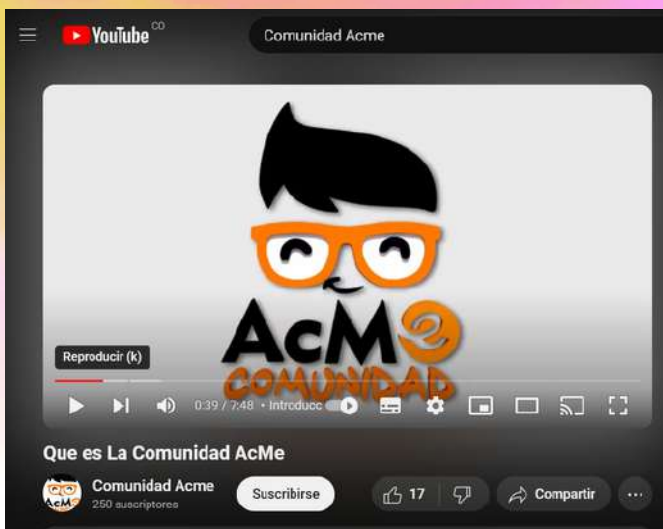 YouTube CO
Comunidad Acme
AcMe
COMUNIDAD
Reproducir (k)
0:39 / 7:48 • Introducc
Que es La Comunidad AcMe
AcMe
Comunidad Acme
250 suscriptores
Suscribirse
17
Compartir